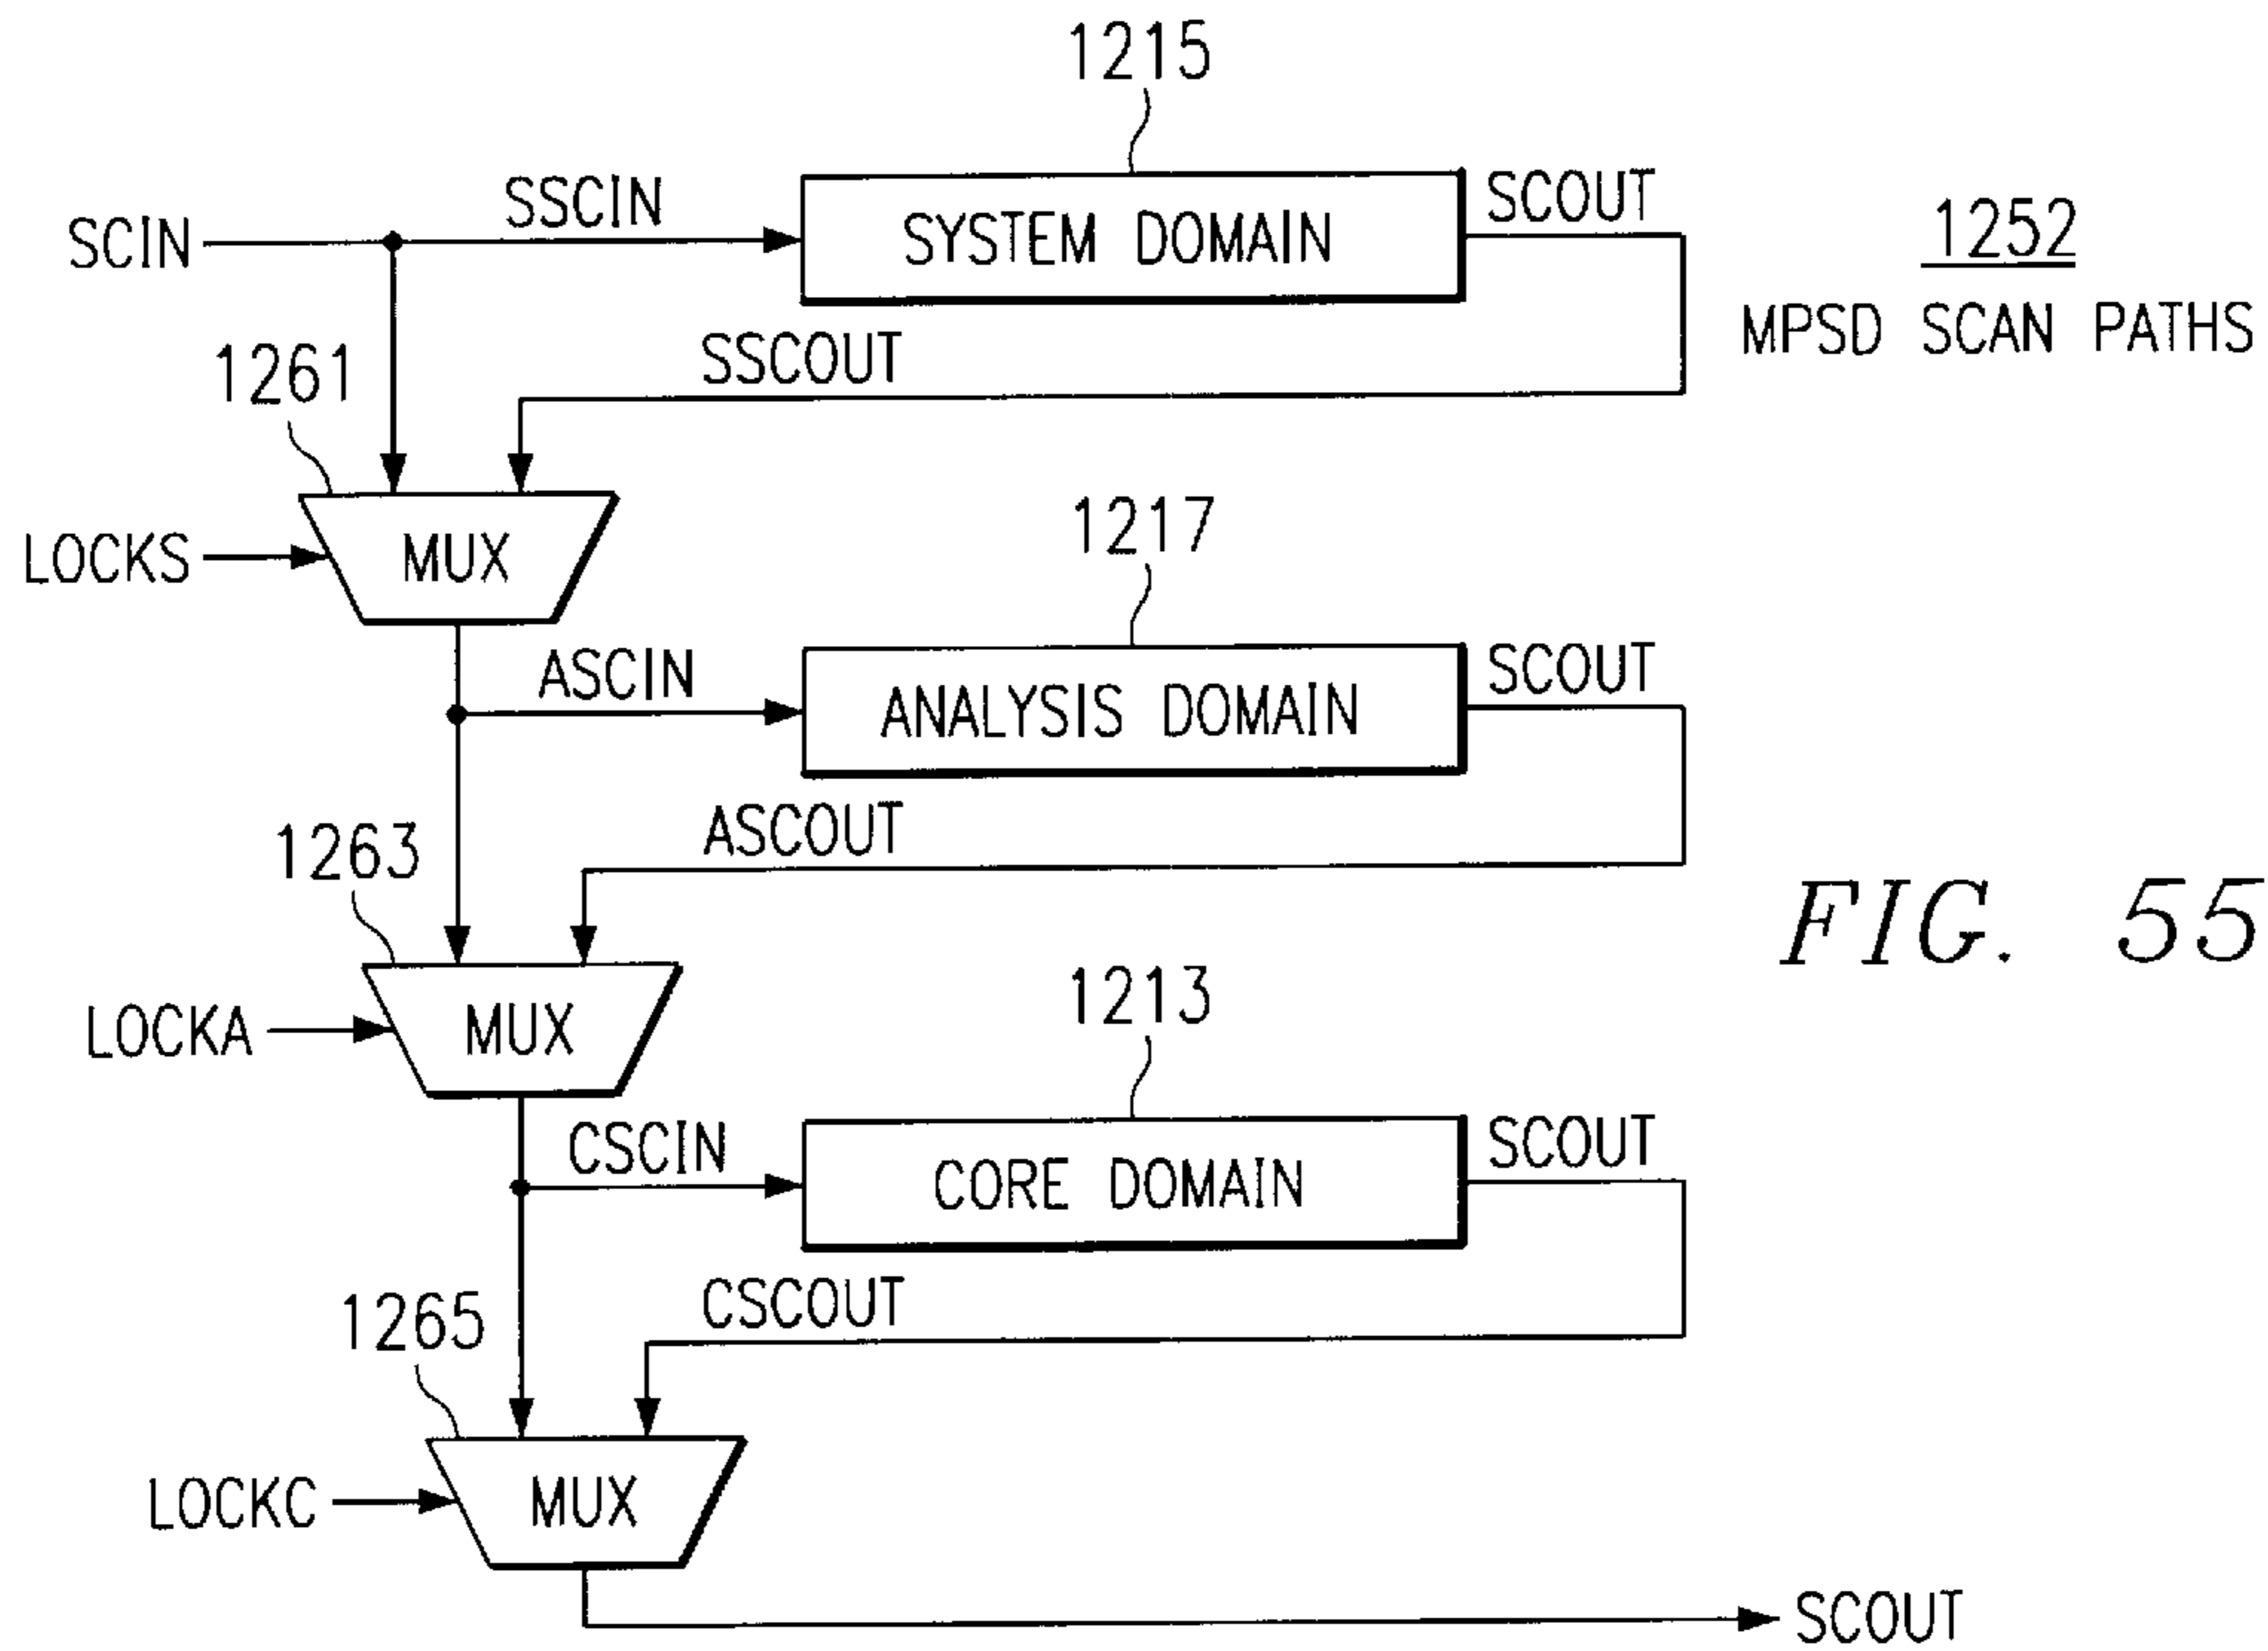 1215
SCIN
SSCIN
SYSTEM DOMAIN
SCOUT
1252
MPSD SCAN PATHS
SSCOUT
1261
LOCKS
MUX
1217
ASCIN
ANALYSIS DOMAIN
SCOUT
ASCOUT
1263
FIG. 55
LOCKA
MUX
1213
CSCIN
CORE DOMAIN
SCOUT
CSCOUT
1265
LOCKC
MUX
SCOUT